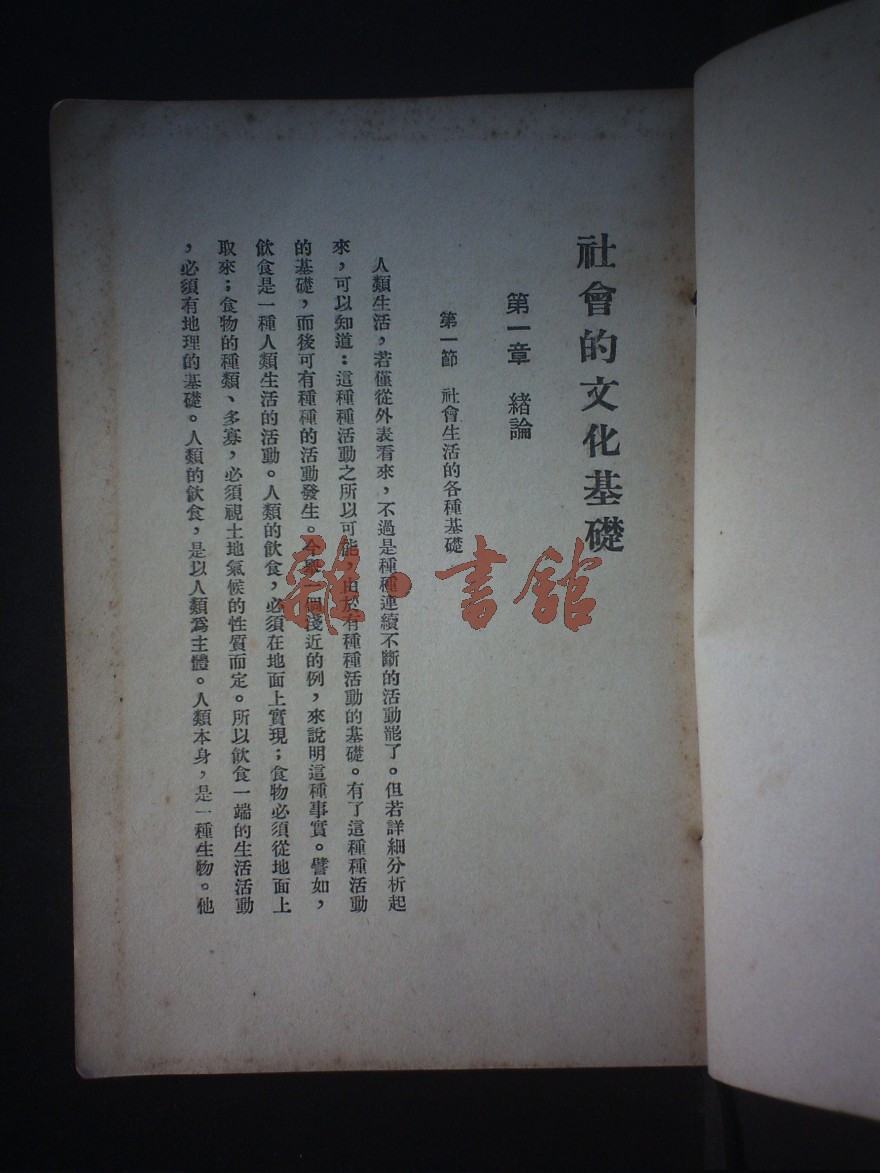 社會的文化基礎
第一章 緒論
第一節 社會生活的各種基礎
人類生活，若僅從外表看來，不過是種種連續不斷的活動罷了。但若詳細分析起
來，可以知道：這種種活動之所以可能，由於有種種活動的基礎。有了這種種活動
的基礎，而後可有種種的活動發生。今舉一個淺近的例，來說明這種事實。譬如，
飲食是一種人類生活的活動。人類的飲食，必須在地面上實現；食物必須從地面上
取來；食物的種類、多寡，必須視土地氣候的性質而定。所以飲食一端的生活活動
，必須有地理的基礎。人類的飲食，是以人類爲主體。人類本身，是一種生物。他
雜·書館